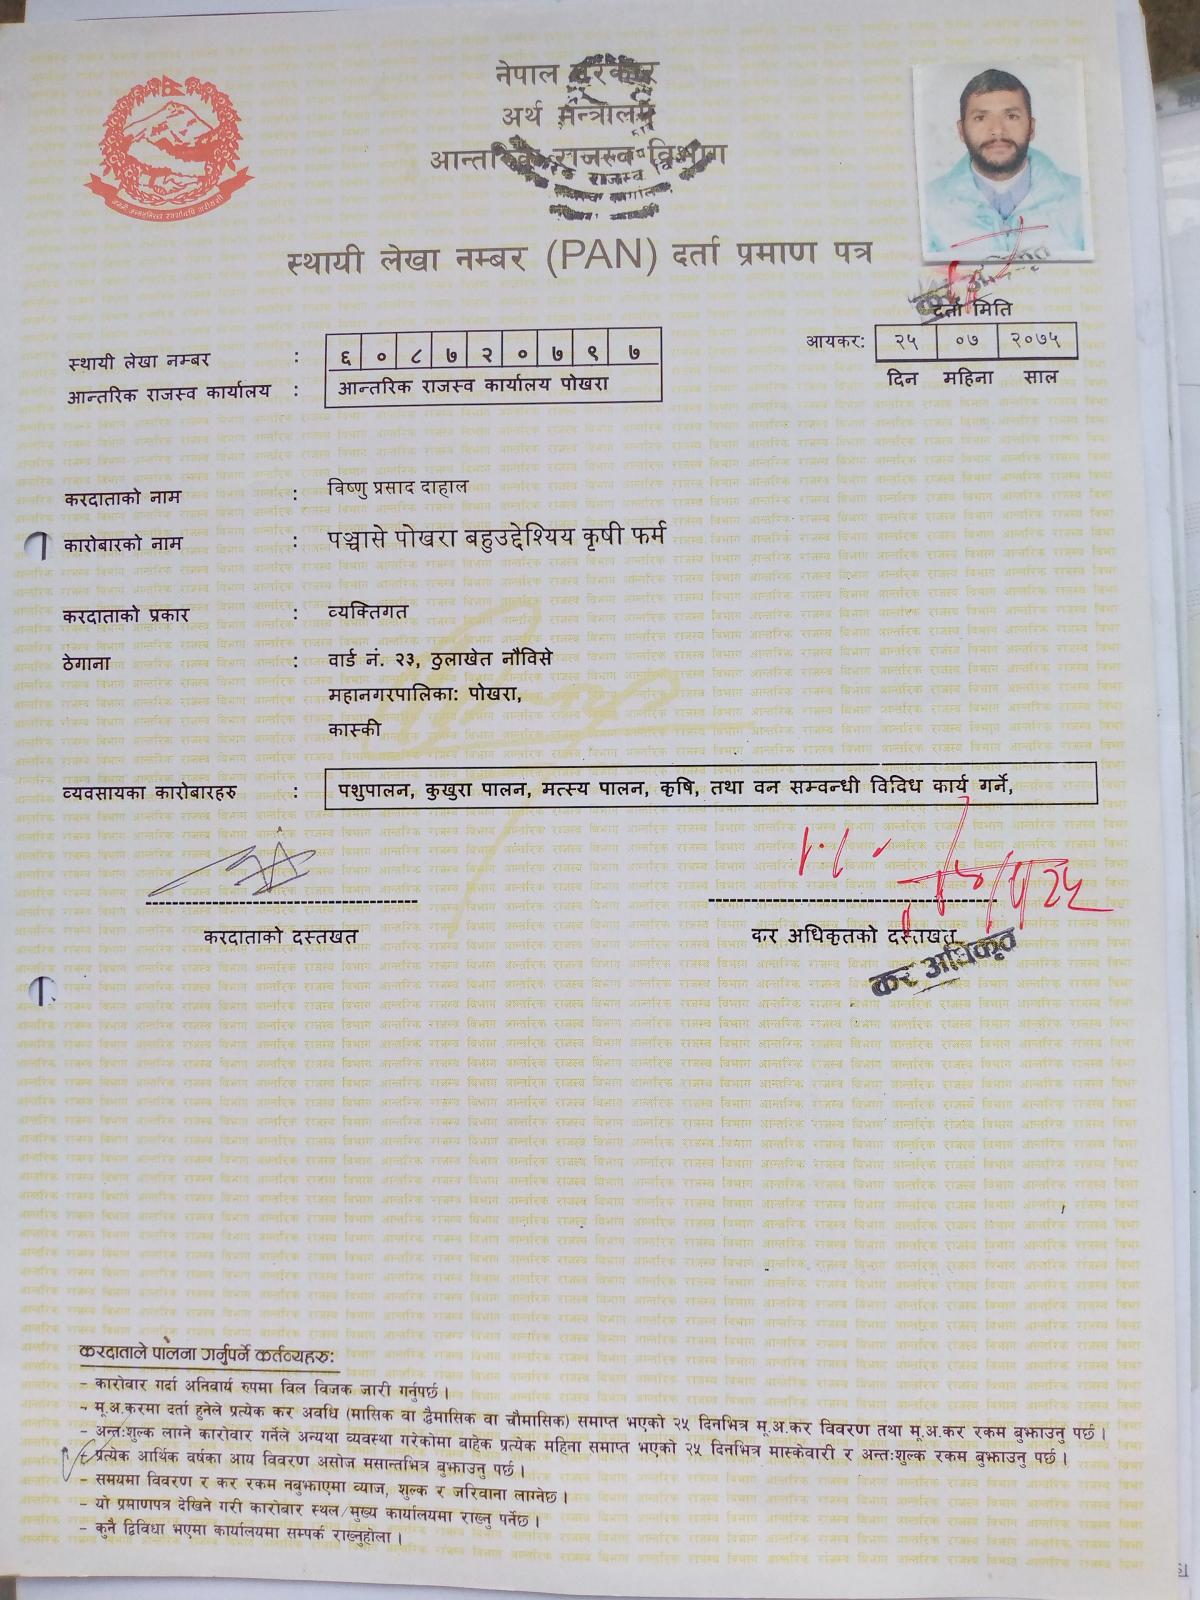 नेपाल सरकार
अर्थ मन्त्रालय
आन्तरिक राजस्व विभाग
स्थायी लेखा नम्बर (PAN) दर्ता प्रमाण पत्र
कर अधिकृत
दर्ता मिति
आयकर: २५ ०७ २०७५
दिन महिना साल
स्थायी लेखा नम्बर : ६ ० ८ ७ २ ० ७ ९ ७
आन्तरिक राजस्व कार्यालय : आन्तरिक राजस्व कार्यालय पोखरा
करदाताको नाम : विष्णु प्रसाद दाहाल
कारोबारको नाम : पञ्चासे पोखरा बहुउद्देश्यिय कृषी फर्म
करदाताको प्रकार : व्यक्तिगत
ठेगाना : वार्ड नं. २३, ठुलाखेत नौविसे
महानगरपालिका: पोखरा,
कास्की
व्यवसायका कारोबारहरु : पशुपालन, कुखुरा पालन, मत्स्य पालन, कृषि, तथा वन सम्वन्धी विविध कार्य गर्ने,
करदाताको दस्तखत
कर अधिकृतको दस्तखत
कर अधिकृत
करदाताले पालना गर्नुपर्ने कर्तव्यहरु:
- कारोबार गर्दा अनिवार्य रुपमा विल विजक जारी गर्नुपर्छ ।
- मू.अ.करमा दर्ता हुनेले प्रत्येक कर अवधि (मासिक वा द्वैमासिक वा चौमासिक) समाप्त भएको २५ दिनभित्र मू.अ.कर विवरण तथा मू.अ.कर रकम बुझाउनु पर्छ ।
- अन्त:शुल्क लाग्ने कारोबार गर्नेले अन्यथा व्यवस्था गरेकोमा बाहेक प्रत्येक महिना समाप्त भएको २५ दिनभित्र मास्केवारी र अन्त:शुल्क रकम बुझाउनु पर्छ ।
- प्रत्येक आर्थिक वर्षका आय विवरण असोज मसान्तभित्र बुझाउनु पर्छ ।
- समयमा विवरण र कर रकम नबुझाएमा व्याज, शुल्क र जरिवाना लाग्नेछ ।
- यो प्रमाणपत्र देखिने गरी कारोबार स्थल/मुख्य कार्यालयमा राख्नु पर्नेछ ।
- कुनै द्विविधा भएमा कार्यालयमा सम्पर्क राख्नुहोला ।